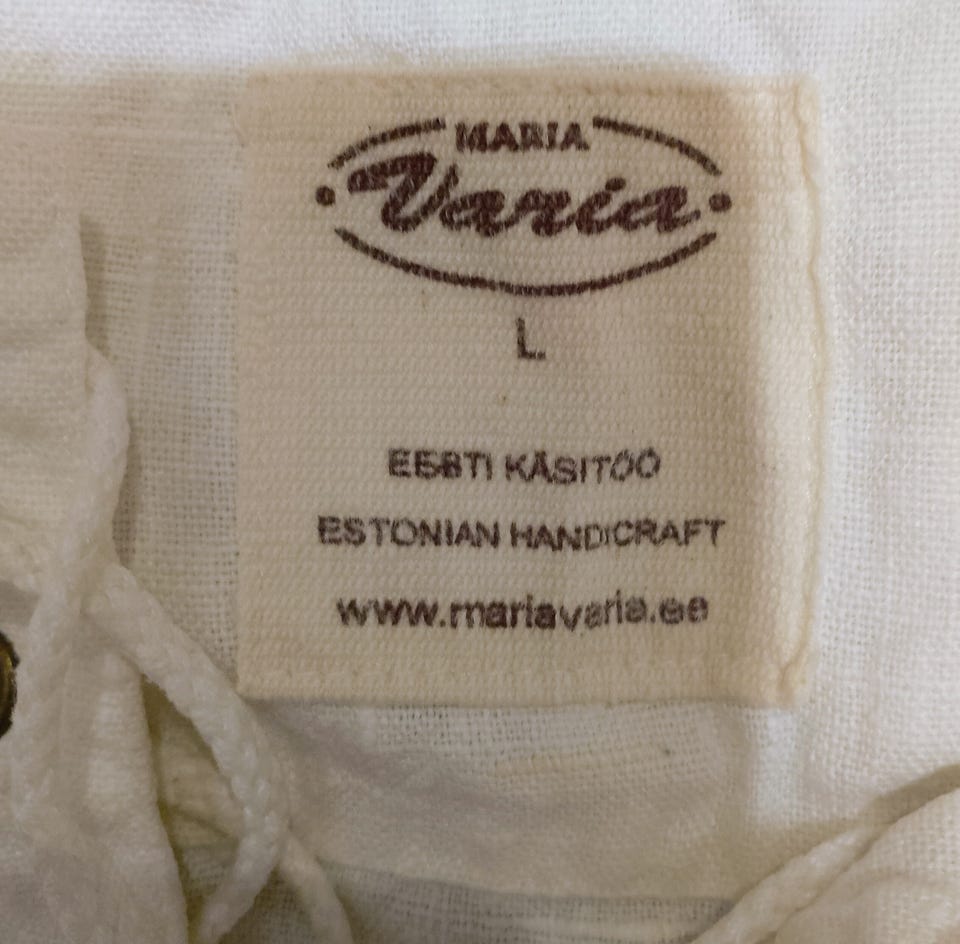 MARIA
Varia
L
EESTI KÄSITÖÖ
ESTONIAN HANDICRAFT
www.mariavaria.ee